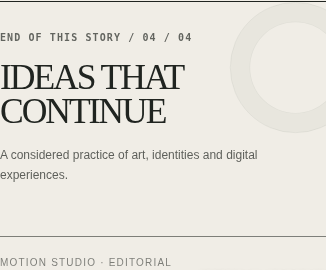 END OF THIS STORY / 04 / 04
IDEAS THAT
CONTINUE
A considered practice of art, identities and digital
experiences.
MOTION STUDIO · EDITORIAL